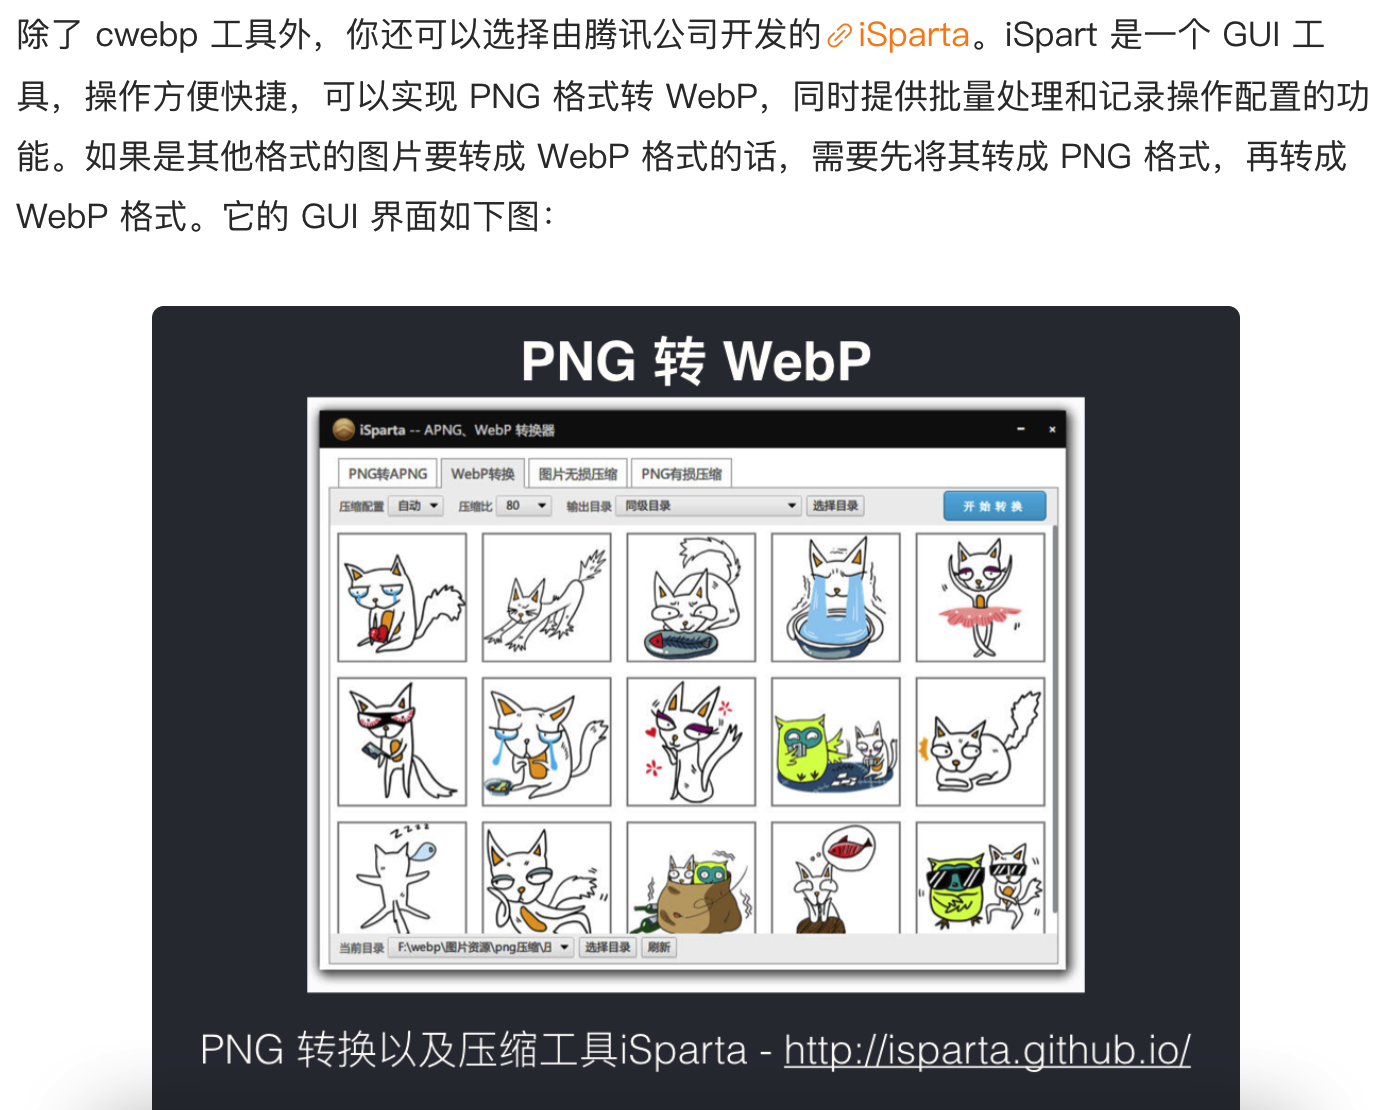 除了 cwebp 工具外，你还可以选择由腾讯公司开发的 iSparta。iSpart 是一个 GUI 工
具，操作方便快捷，可以实现 PNG 格式转 WebP，同时提供批量处理和记录操作配置的功
能。如果是其他格式的图片要转成 WebP 格式的话，需要先将其转成 PNG 格式，再转成
WebP 格式。它的 GUI 界面如下图：
PNG 转 WebP
iSparta -- APNG、WebP 转换器
PNG转APNG WebP转换 图片无损压缩 PNG有损压缩
压缩配置 自动 压缩比 80 输出目录 同级目录 选择目录 开始转换
z z z z
当前目录 F:\webp\图片资源\png压缩\ 选择目录 刷新
PNG 转换以及压缩工具iSparta - http://isparta.github.io/